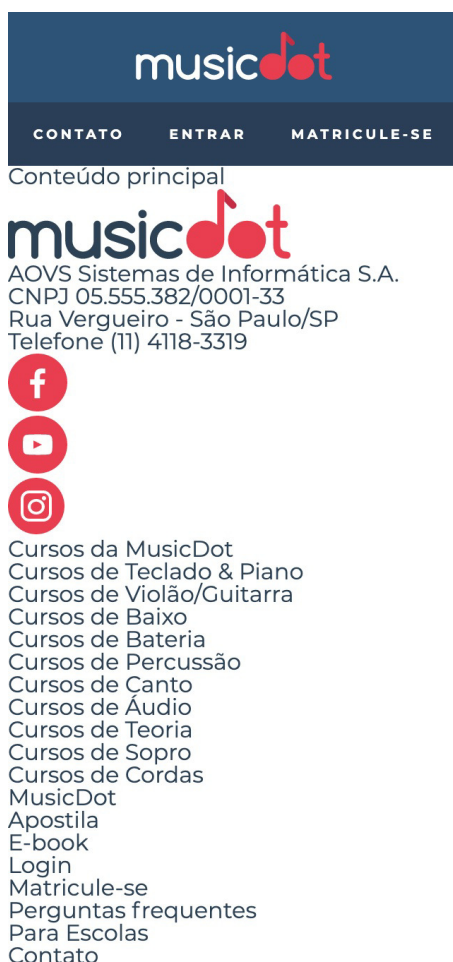 musicdot
CONTATO ENTRAR MATRICULE-SE
Conteúdo principal
musicdot
AOVS Sistemas de Informática S.A.
CNPJ 05.555.382/0001-33
Rua Vergueiro - São Paulo/SP
Telefone (11) 4118-3319
Cursos da MusicDot
Cursos de Teclado & Piano
Cursos de Violão/Guitarra
Cursos de Baixo
Cursos de Bateria
Cursos de Percussão
Cursos de Canto
Cursos de Áudio
Cursos de Teoria
Cursos de Sopro
Cursos de Cordas
MusicDot
Apostila
E-book
Login
Matricule-se
Perguntas frequentes
Para Escolas
Contato